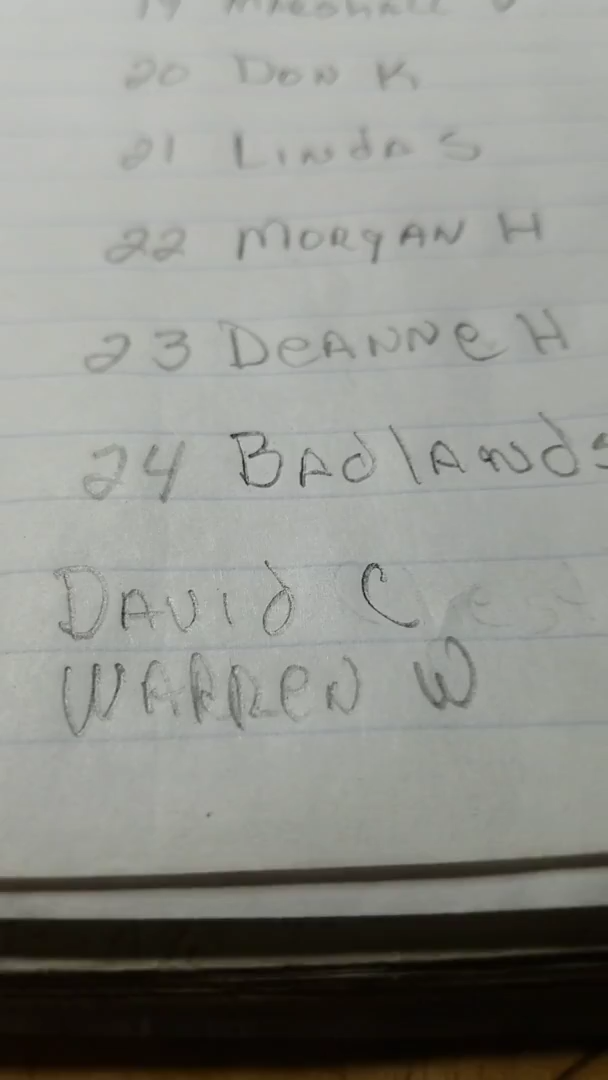 20 DON K
21 LINDA S
22 MORGAN H
23 DeANNe H
24 BAdlANds
DAVId C
WARReN W